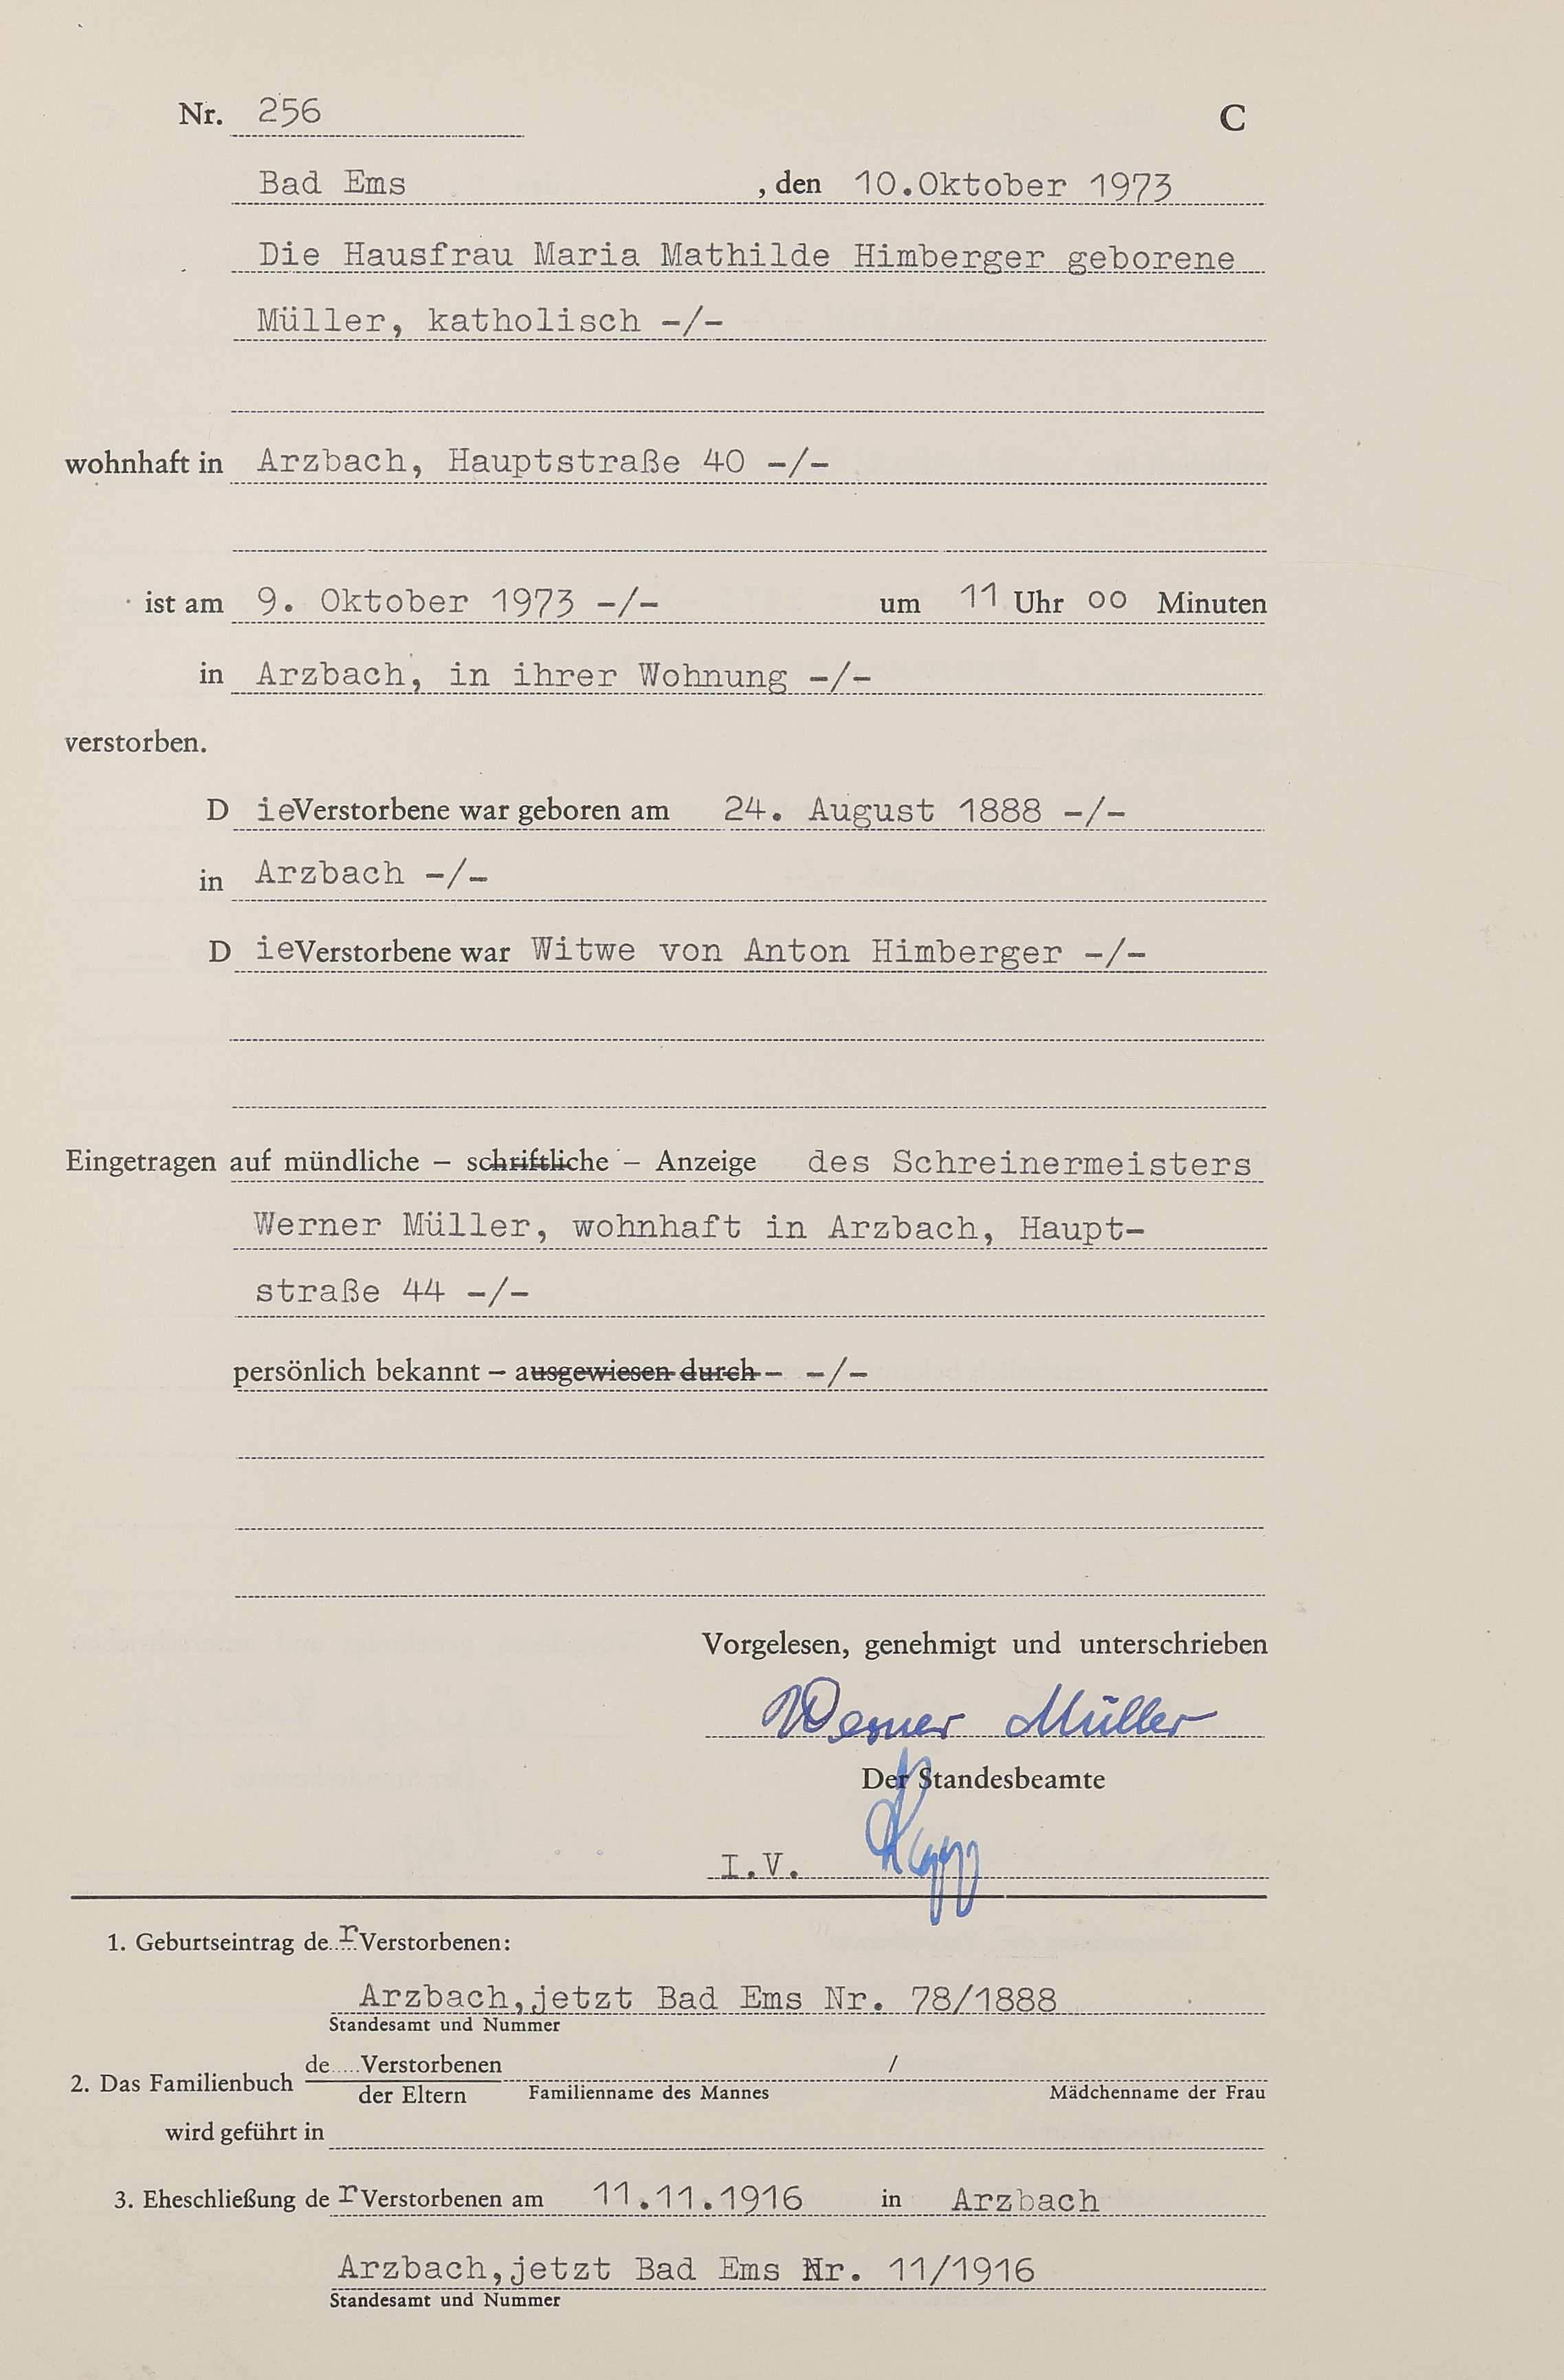 Nr. 256 C
Bad Ems , den 10.Oktober 1973
Die Hausfrau Maria Mathilde Himberger geborene
Müller, katholisch -/-
wohnhaft in Arzbach, Hauptstraße 40 -/-
ist am 9. Oktober 1973 -/- um 11 Uhr 00 Minuten
in Arzbach, in ihrer Wohnung -/-
verstorben.
D ie Verstorbene war geboren am 24. August 1888 -/-
in Arzbach -/-
D ie Verstorbene war Witwe von Anton Himberger -/-
Eingetragen auf mündliche – schriftliche – Anzeige des Schreinermeisters
Werner Müller, wohnhaft in Arzbach, Haupt-
straße 44 -/-
persönlich bekannt – ausgewiesen durch – -/-
Vorgelesen, genehmigt und unterschrieben
Werner Müller
Der Standesbeamte
I.V.
1. Geburtseintrag de r Verstorbenen:
Arzbach,jetzt Bad Ems Nr. 78/1888
Standesamt und Nummer
2. Das Familienbuch de.....Verstorbenen /
der Eltern Familienname des Mannes Mädchenname der Frau
wird geführt in
3. Eheschließung de r Verstorbenen am 11.11.1916 in Arzbach
Arzbach,jetzt Bad Ems Nr. 11/1916
Standesamt und Nummer